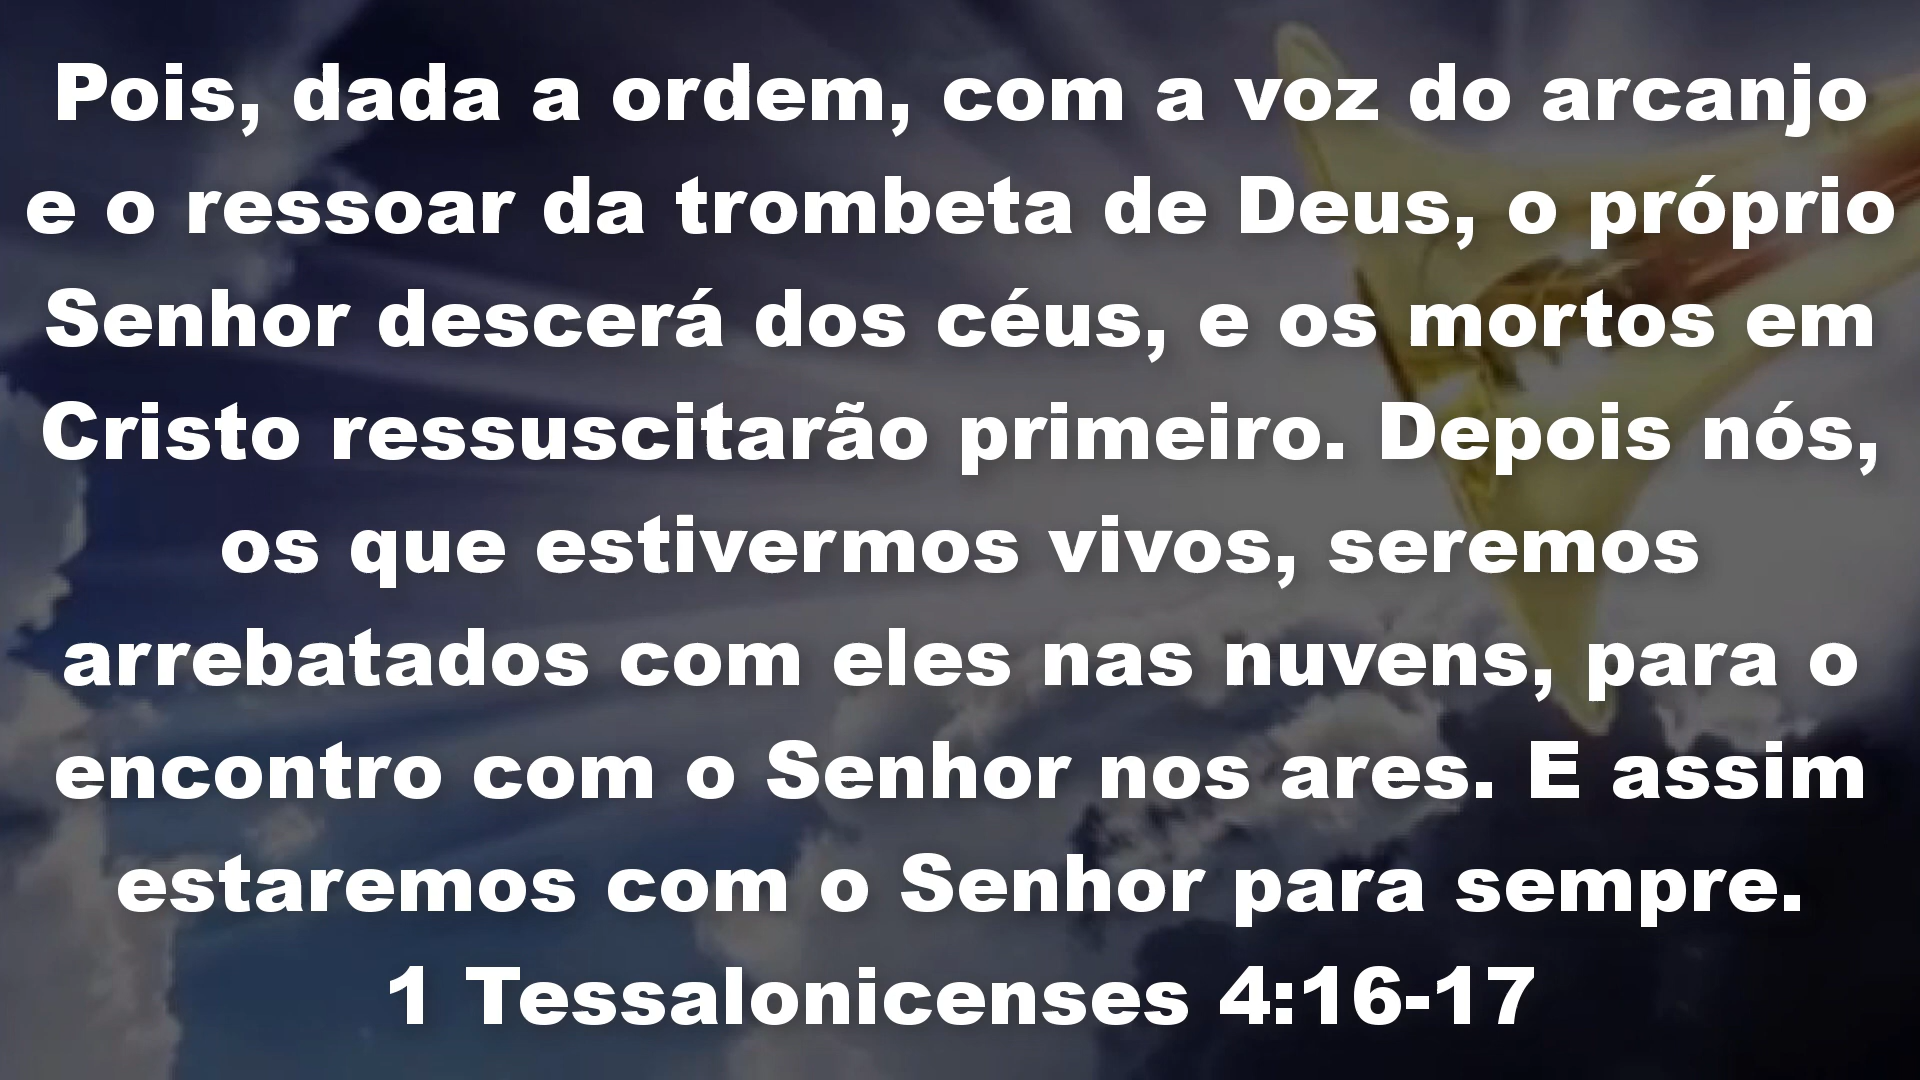 Pois, dada a ordem, com a voz do arcanjo
e o ressoar da trombeta de Deus, o próprio
Senhor descerá dos céus, e os mortos em
Cristo ressuscitarão primeiro. Depois nós,
os que estivermos vivos, seremos
arrebatados com eles nas nuvens, para o
encontro com o Senhor nos ares. E assim
estaremos com o Senhor para sempre.
1 Tessalonicenses 4:16-17